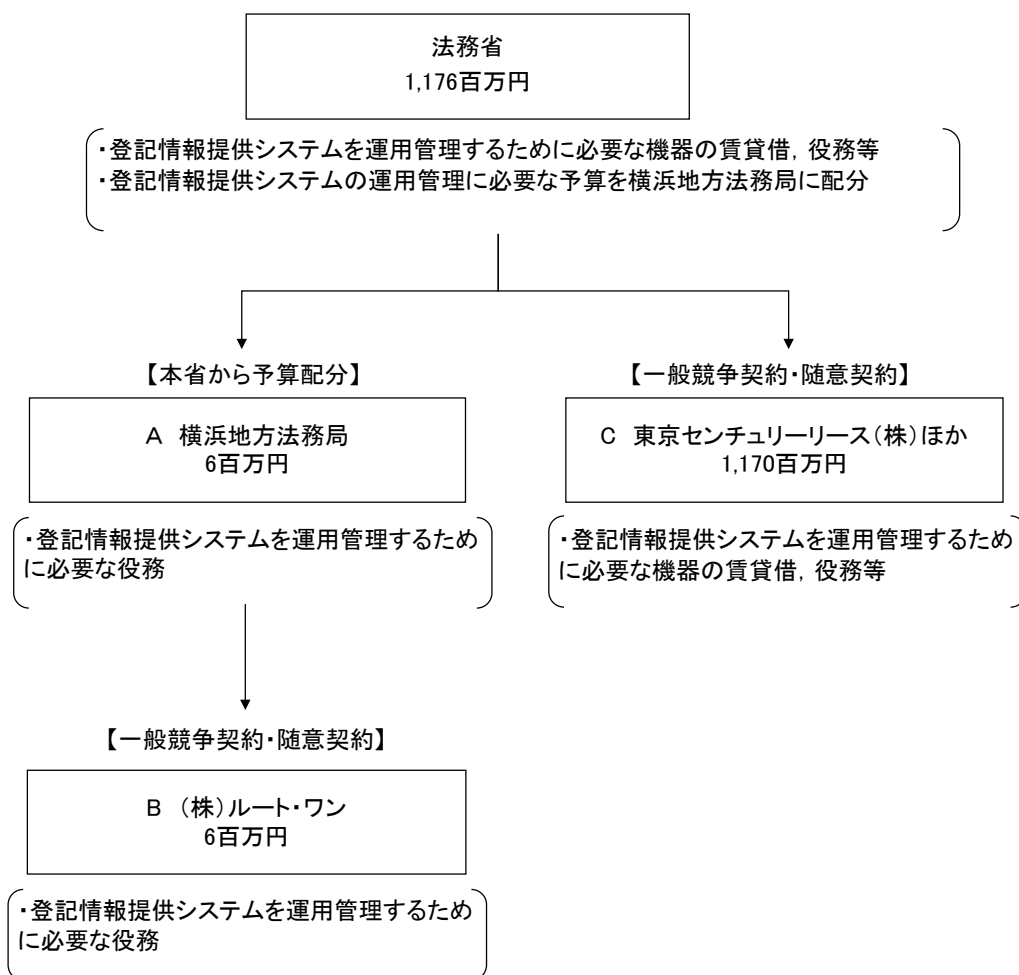 法務省
1,176百万円
・登記情報提供システムを運用管理するために必要な機器の賃貸借，役務等
・登記情報提供システムの運用管理に必要な予算を横浜地方法務局に配分
【本省から予算配分】
A 横浜地方法務局
6百万円
・登記情報提供システムを運用管理するため
に必要な役務
【一般競争契約・随意契約】
C 東京センチュリーリース（株）ほか
1,170百万円
・登記情報提供システムを運用管理するため
に必要な機器の賃貸借，役務等
【一般競争契約・随意契約】
B （株）ルート・ワン
6百万円
・登記情報提供システムを運用管理するため
に必要な役務